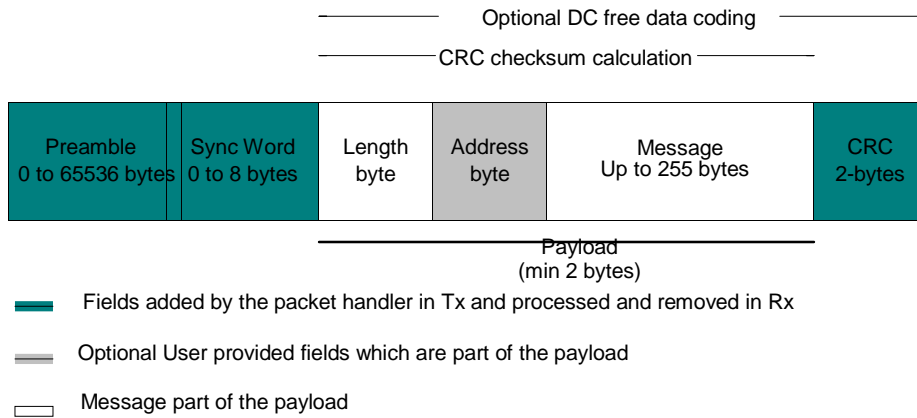 Optional DC free data coding
CRC checksum calculation
Preamble
0 to 65536 bytes
Sync Word
0 to 8 bytes
Length
byte
Address
byte
Message
Up to 255 bytes
CRC
2-bytes
Payload
(min 2 bytes)
Fields added by the packet handler in Tx and processed and removed in Rx
Optional User provided fields which are part of the payload
Message part of the payload